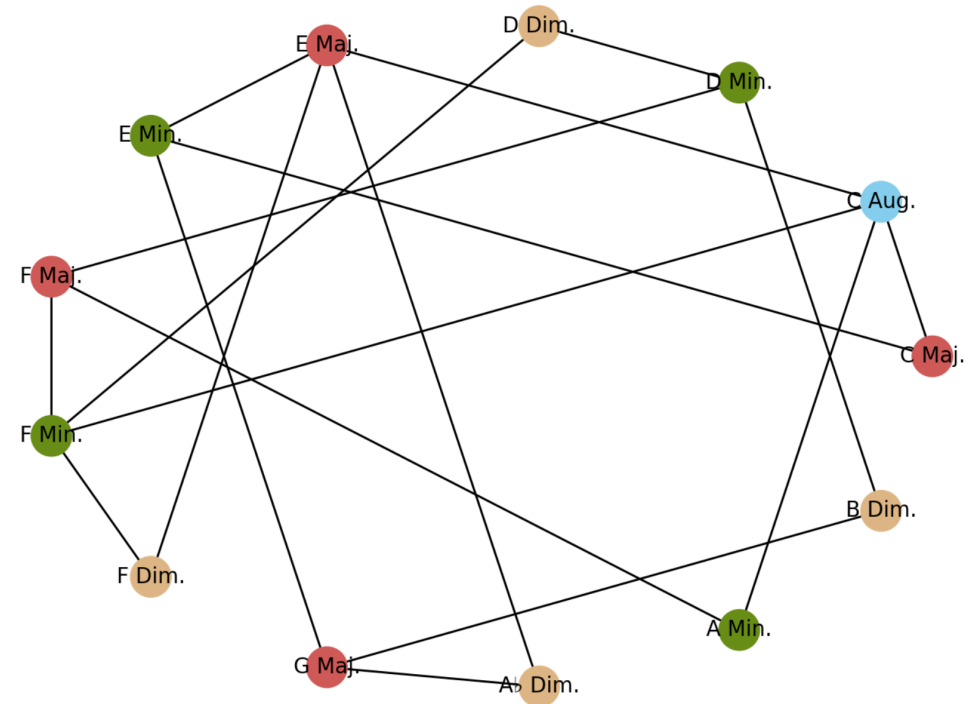 D Dim.
E Maj.
D Min.
E Min.
C Aug.
F Maj.
C Maj.
F Min.
B Dim.
F Dim.
A Min.
G Maj.
A♭ Dim.